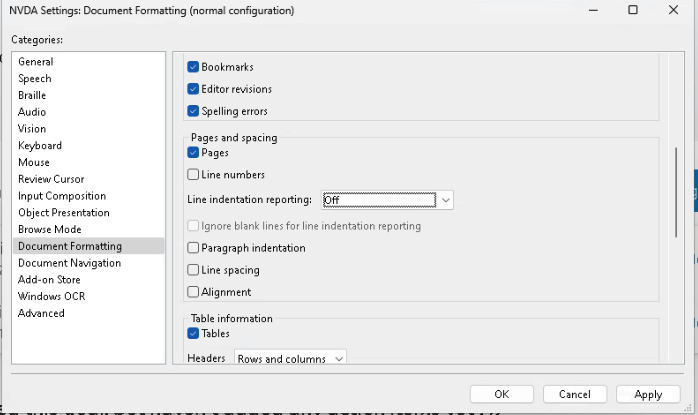 NVDA Settings: Document Formatting (normal configuration)
Categories:
General
Speech
Braille
Audio
Vision
Keyboard
Mouse
Review Cursor
Input Composition
Object Presentation
Browse Mode
Document Formatting
Document Navigation
Add-on Store
Windows OCR
Advanced
Bookmarks
Editor revisions
Spelling errors
Pages and spacing
Pages
Line numbers
Line indentation reporting: Off
Ignore blank lines for line indentation reporting
Paragraph indentation
Line spacing
Alignment
Table information
Tables
Headers Rows and columns
OK Cancel Apply